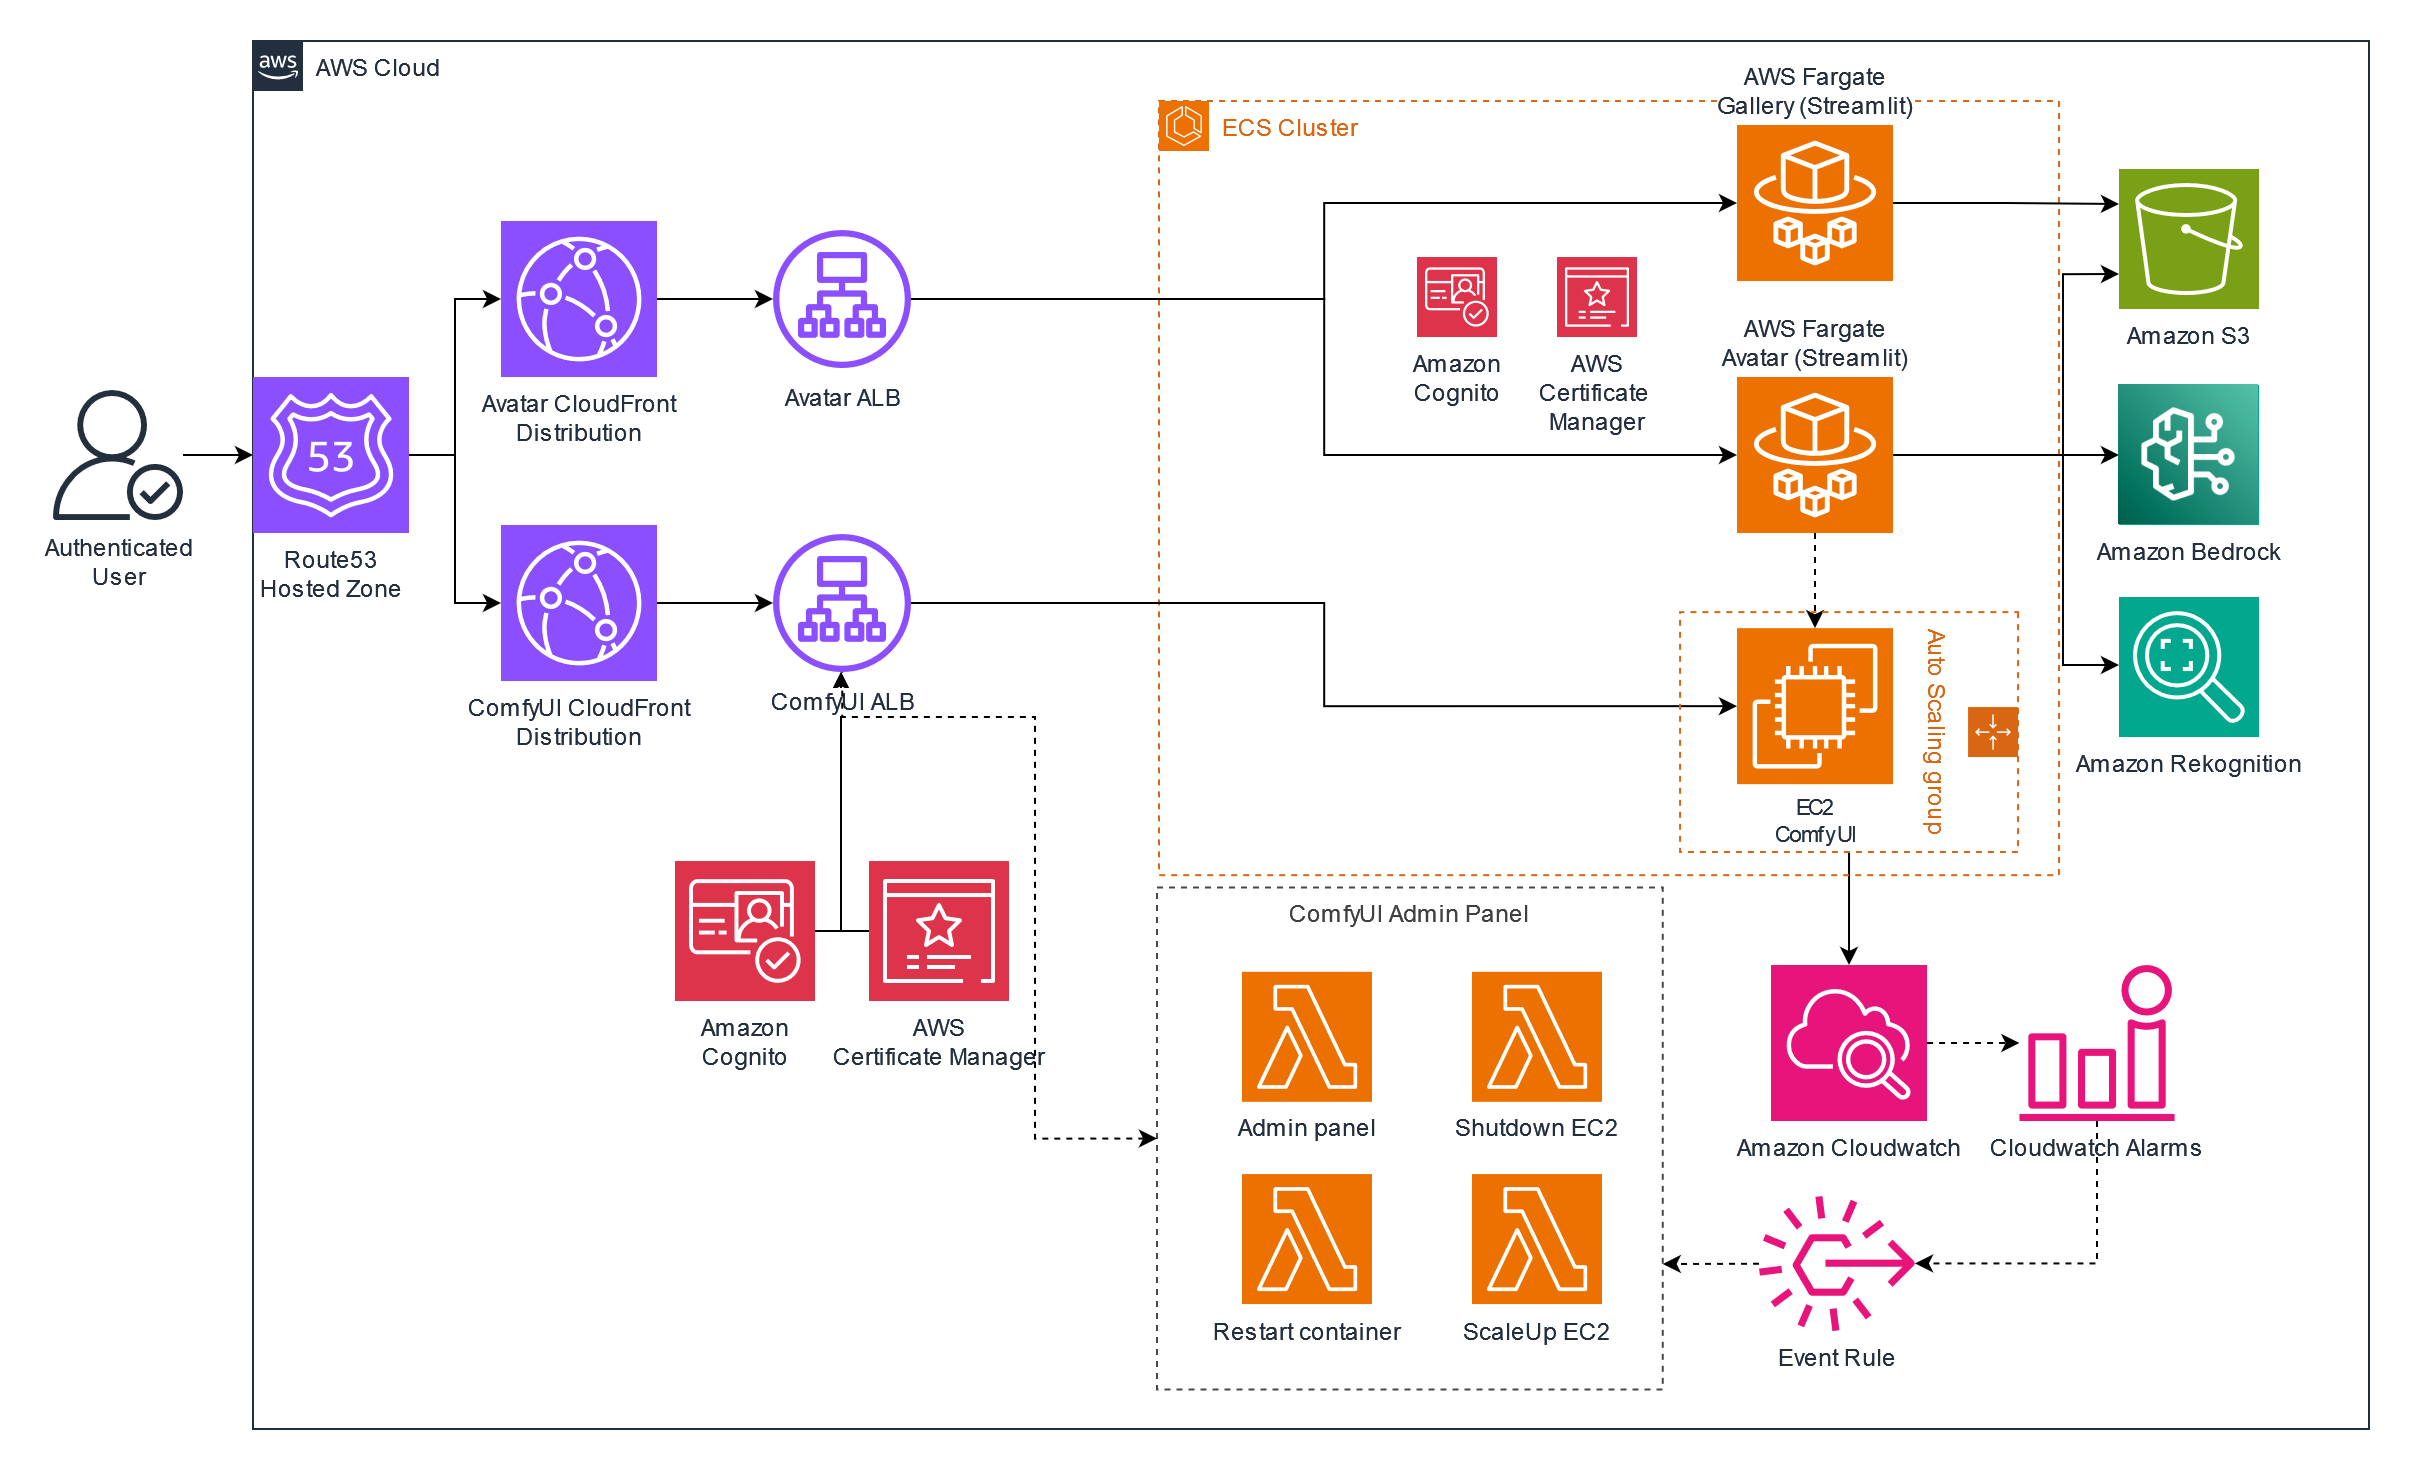 aws
AWS Cloud
AWS Fargate
Gallery (Streamlit)
ECS Cluster
Amazon S3
AWS Fargate
Avatar (Streamlit)
Amazon
Cognito
AWS
Certificate
Manager
Avatar CloudFront
Distribution
Avatar ALB
53
Authenticated
User
Route53
Hosted Zone
Amazon Bedrock
ComfyUI CloudFront
Distribution
ComfyUI ALB
Auto Scaling group
EC2
ComfyUI
Amazon Rekognition
Amazon
Cognito
AWS
Certificate Manager
ComfyUI Admin Panel
Admin panel
Shutdown EC2
Restart container
ScaleUp EC2
Amazon Cloudwatch
Cloudwatch Alarms
Event Rule